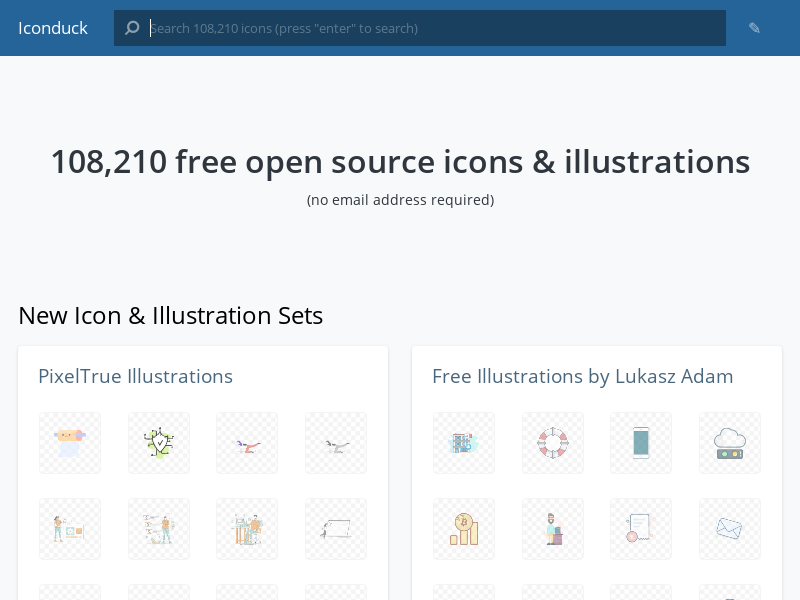 Iconduck
Search 108,210 icons (press "enter" to search)
108,210 free open source icons & illustrations
(no email address required)
New Icon & Illustration Sets
PixelTrue Illustrations
Free Illustrations by Lukasz Adam